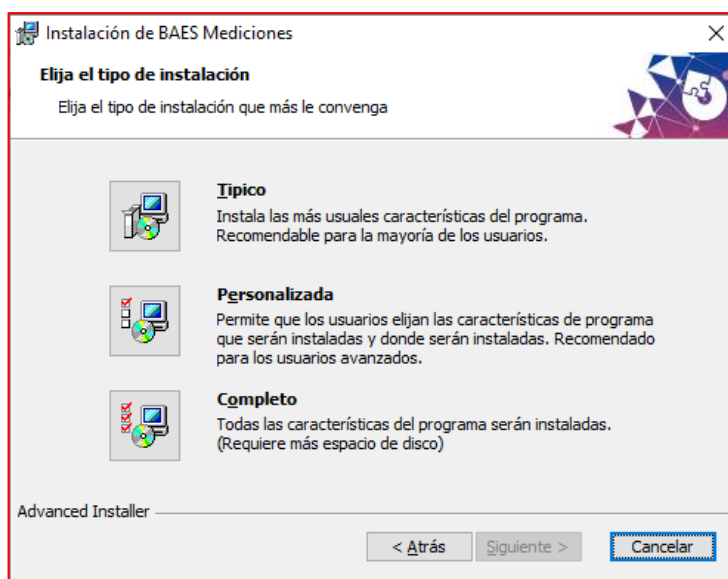 Instalación de BAES Mediciones
Elija el tipo de instalación
Elija el tipo de instalación que más le convenga
Tipico
Instala las más usuales características del programa.
Recomendable para la mayoría de los usuarios.
Personalizada
Permite que los usuarios elijan las características de programa
que serán instaladas y donde serán instaladas. Recomendado
para los usuarios avanzados.
Completo
Todas las características del programa serán instaladas.
(Requiere más espacio de disco)
Advanced Installer
< Atrás
Siguiente >
Cancelar